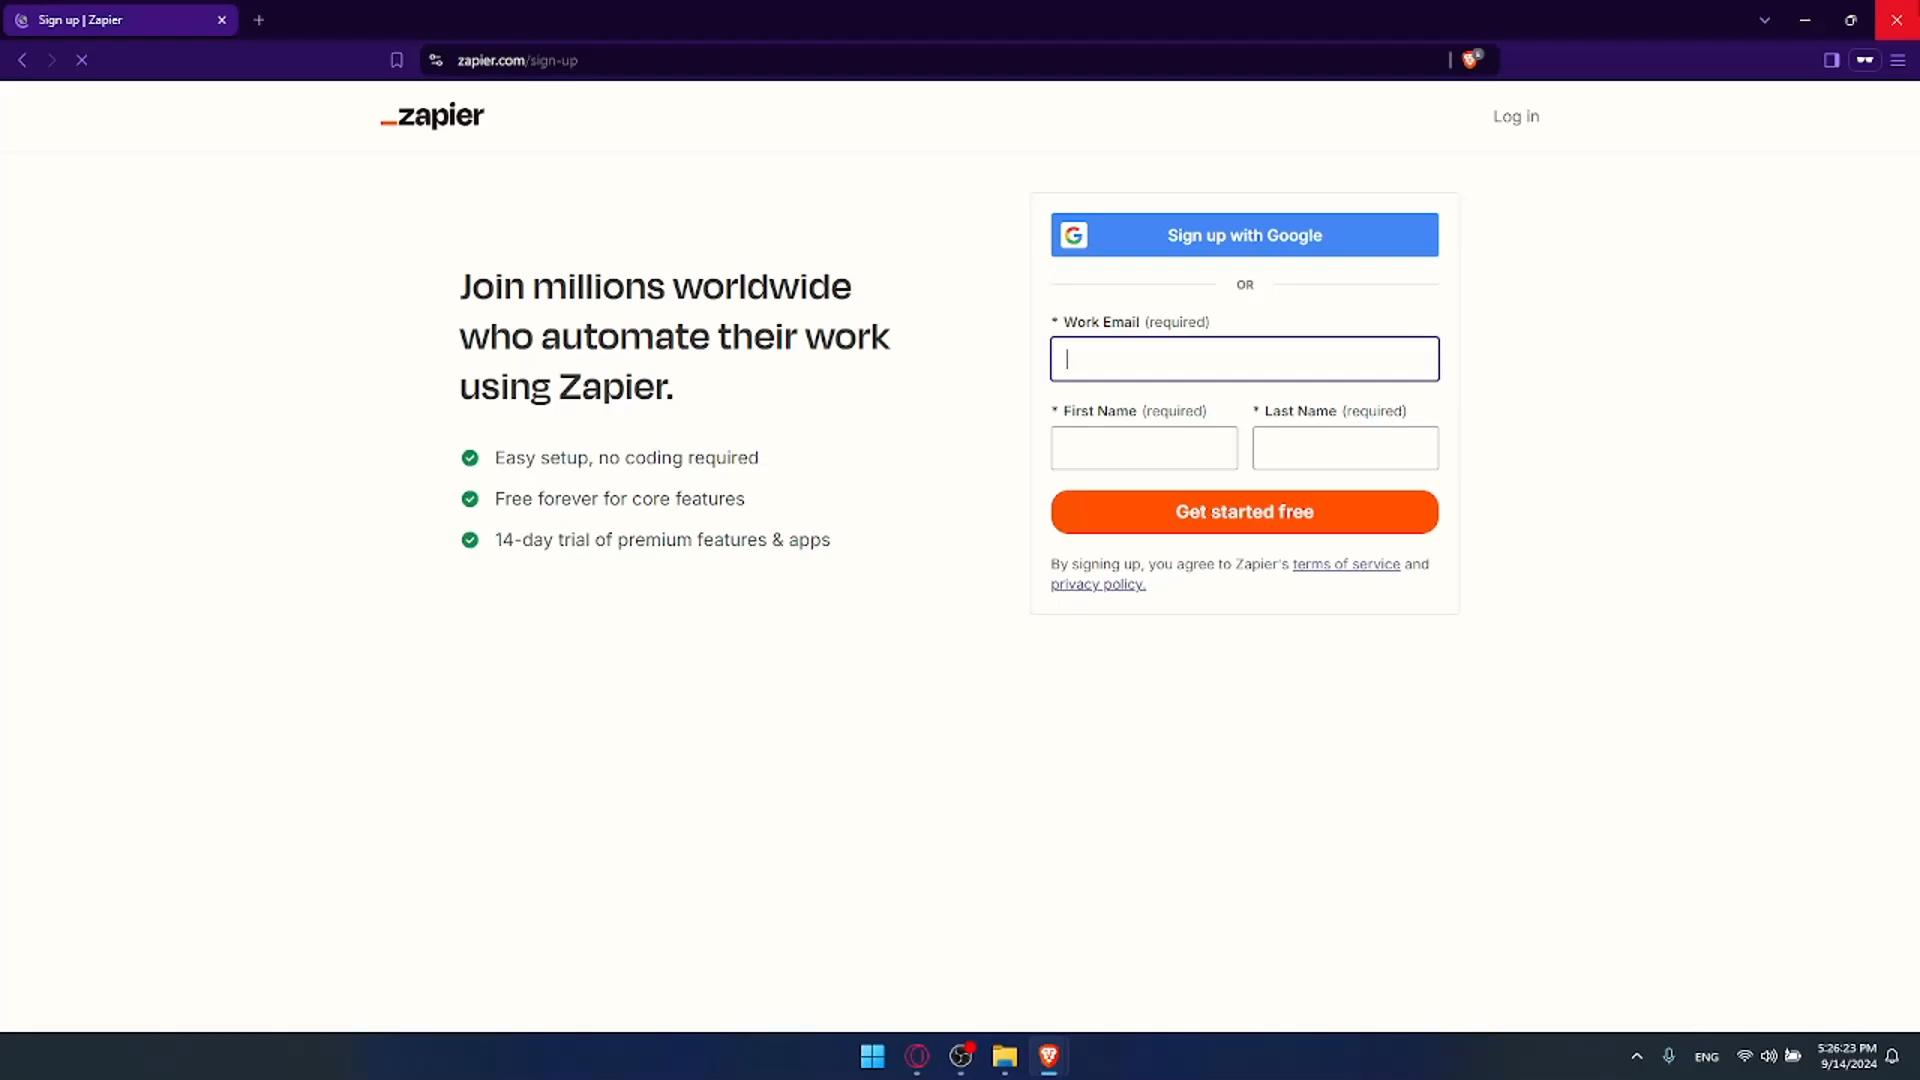 Sign up | Zapier
zapier.com/sign-up
zapier
Log in
Sign up with Google
OR
Join millions worldwide
who automate their work
using Zapier.
* Work Email (required)
* First Name (required)
* Last Name (required)
Easy setup, no coding required
Free forever for core features
14-day trial of premium features & apps
Get started free
By signing up, you agree to Zapier's terms of service and
privacy policy.
ENG
5:26:23 PM
9/14/2024